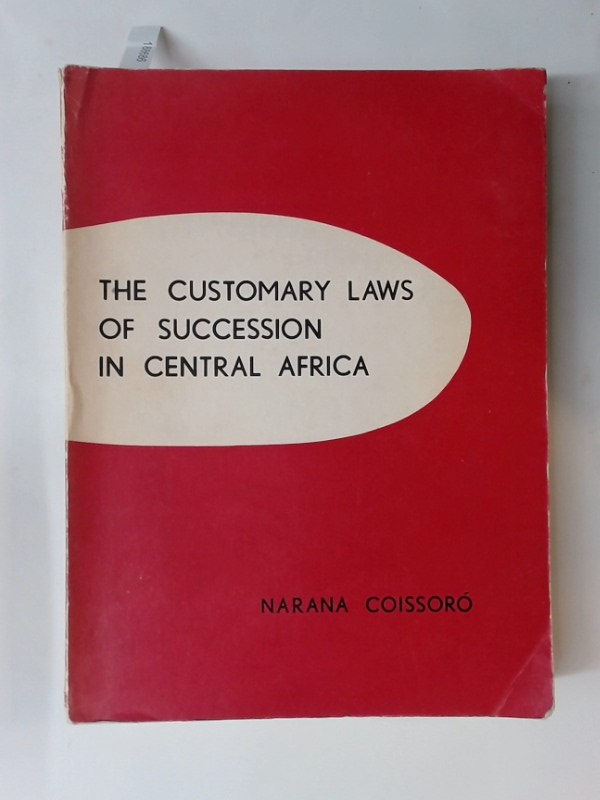 THE CUSTOMARY LAWS
OF SUCCESSION
IN CENTRAL AFRICA
NARANA COISSORÓ